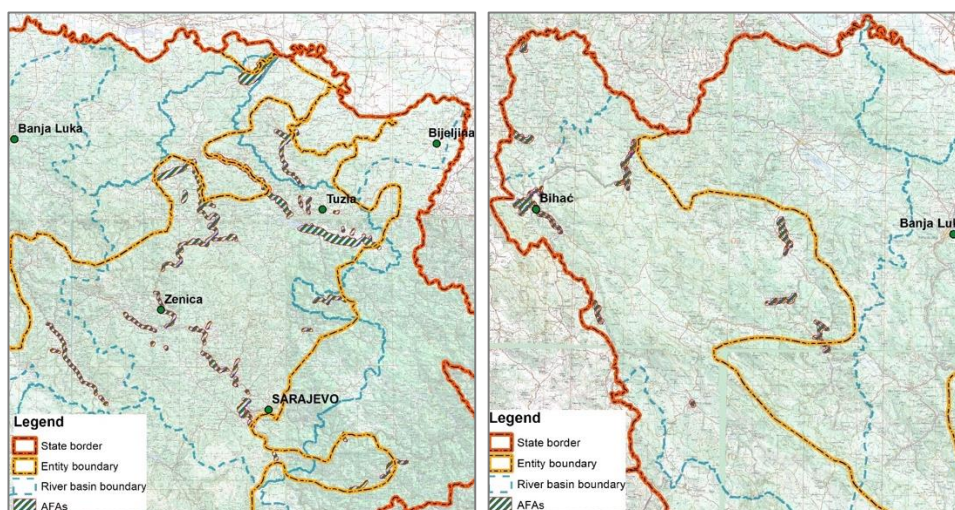 Banja Luka
Bijeljina
Tuzla
Zenica
SARAJEVO
Legend
State border
Entity boundary
River basin boundary
AFAs
Bihać
Banja Luk
Legend
State border
Entity boundary
River basin boundary
AFAs